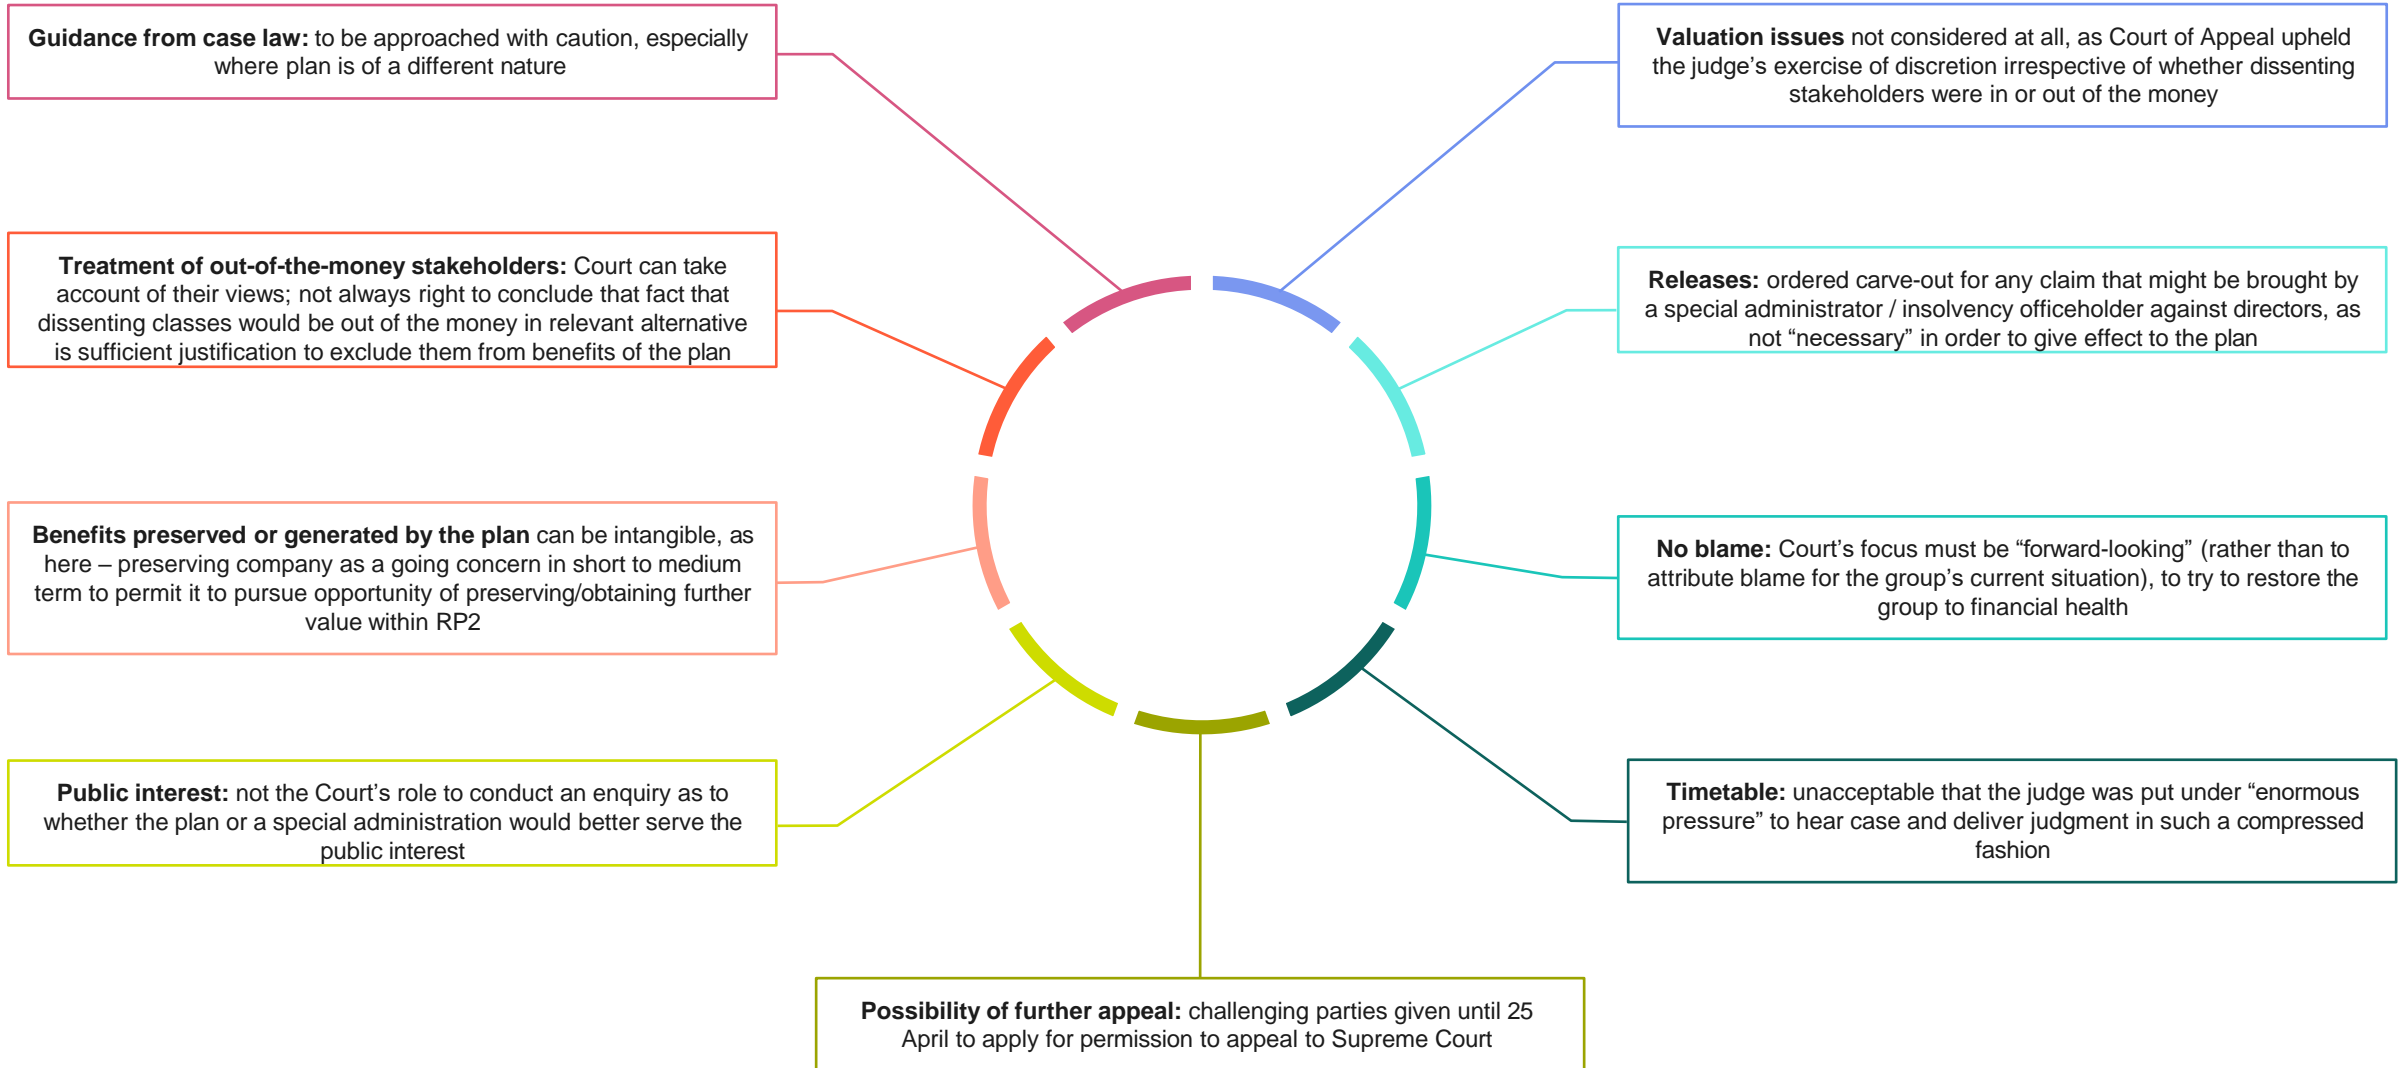 Guidance from case law: to be approached with caution, especially
where plan is of a different nature
Valuation issues not considered at all, as Court of Appeal upheld
the judge’s exercise of discretion irrespective of whether dissenting
stakeholders were in or out of the money
Treatment of out-of-the-money stakeholders: Court can take
account of their views; not always right to conclude that fact that
dissenting classes would be out of the money in relevant alternative
is sufficient justification to exclude them from benefits of the plan
Releases: ordered carve-out for any claim that might be brought by
a special administrator / insolvency officeholder against directors, as
not “necessary” in order to give effect to the plan
Benefits preserved or generated by the plan can be intangible, as
here – preserving company as a going concern in short to medium
term to permit it to pursue opportunity of preserving/obtaining further
value within RP2
No blame: Court’s focus must be “forward-looking” (rather than to
attribute blame for the group’s current situation), to try to restore the
group to financial health
Public interest: not the Court’s role to conduct an enquiry as to
whether the plan or a special administration would better serve the
public interest
Timetable: unacceptable that the judge was put under “enormous
pressure” to hear case and deliver judgment in such a compressed
fashion
Possibility of further appeal: challenging parties given until 25
April to apply for permission to appeal to Supreme Court